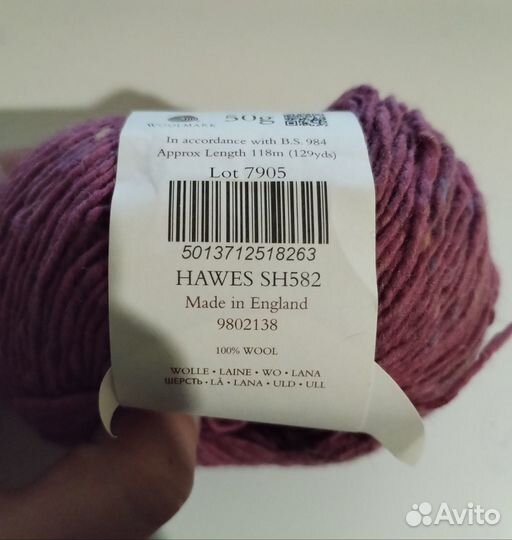 WOOLMARK 50g
In accordance with B.S. 984
Approx Length 118m (129yds)
Lot 7905
5013712518263
HAWES SH582
Made in England
9802138
100% WOOL
WOLLE · LAINE · WO · LANA
ШЕРСТЬ · LÃ · LANA · ULD · ULL
Avito